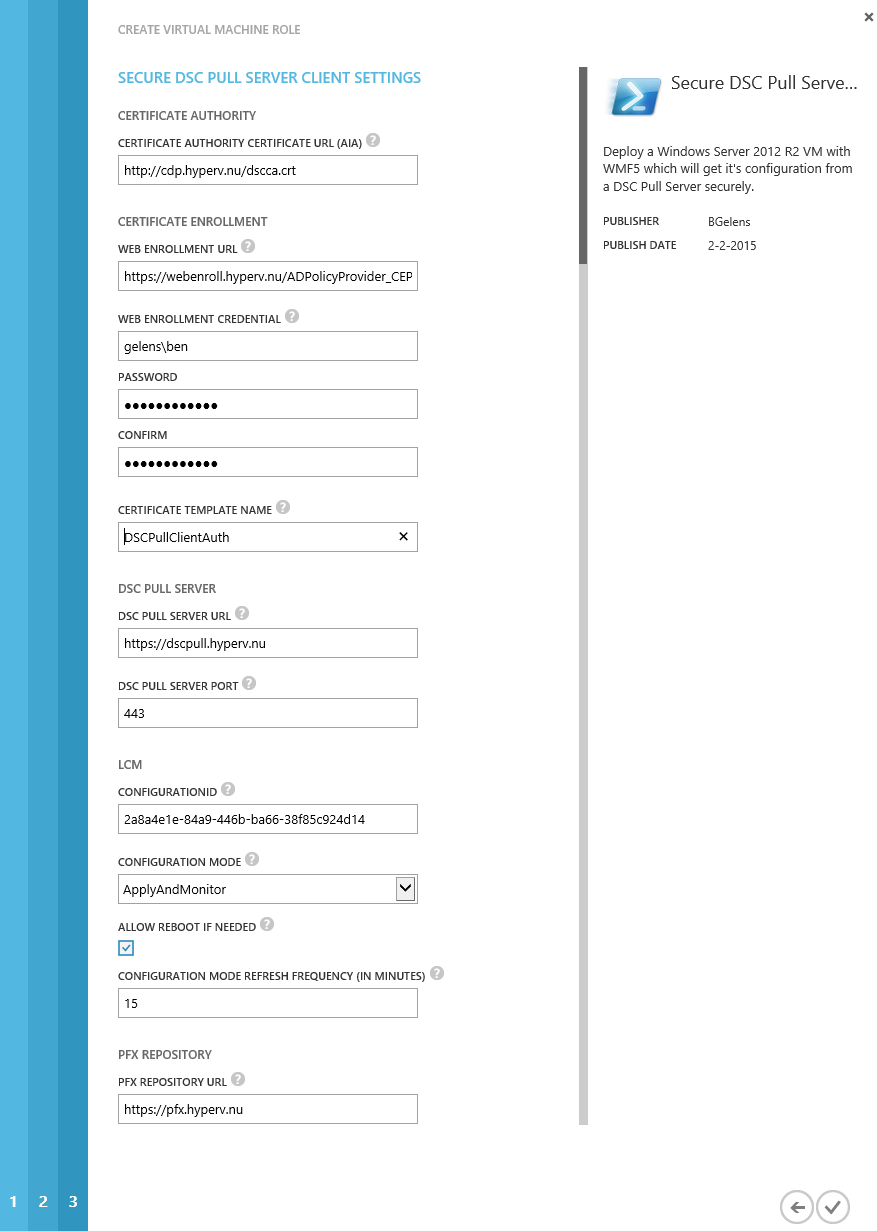 CREATE VIRTUAL MACHINE ROLE
SECURE DSC PULL SERVER CLIENT SETTINGS
CERTIFICATE AUTHORITY
CERTIFICATE AUTHORITY CERTIFICATE URL (AIA) ?
http://cdp.hyperv.nu/dscca.crt
CERTIFICATE ENROLLMENT
WEB ENROLLMENT URL ?
https://webenroll.hyperv.nu/ADPolicyProvider_CEP
WEB ENROLLMENT CREDENTIAL ?
gelens\ben
PASSWORD
●●●●●●●●●●●●
CONFIRM
●●●●●●●●●●●●
CERTIFICATE TEMPLATE NAME ?
DSCPullClientAuth
DSC PULL SERVER
DSC PULL SERVER URL ?
https://dscpull.hyperv.nu
DSC PULL SERVER PORT ?
443
LCM
CONFIGURATIONID ?
2a8a4e1e-84a9-446b-ba66-38f85c924d14
CONFIGURATION MODE ?
ApplyAndMonitor
ALLOW REBOOT IF NEEDED ?
CONFIGURATION MODE REFRESH FREQUENCY (IN MINUTES) ?
15
PFX REPOSITORY
PFX REPOSITORY URL ?
https://pfx.hyperv.nu
Secure DSC Pull Serve...
Deploy a Windows Server 2012 R2 VM with
WMF5 which will get it's configuration from
a DSC Pull Server securely.
PUBLISHER BGelens
PUBLISH DATE 2-2-2015
1 2 3